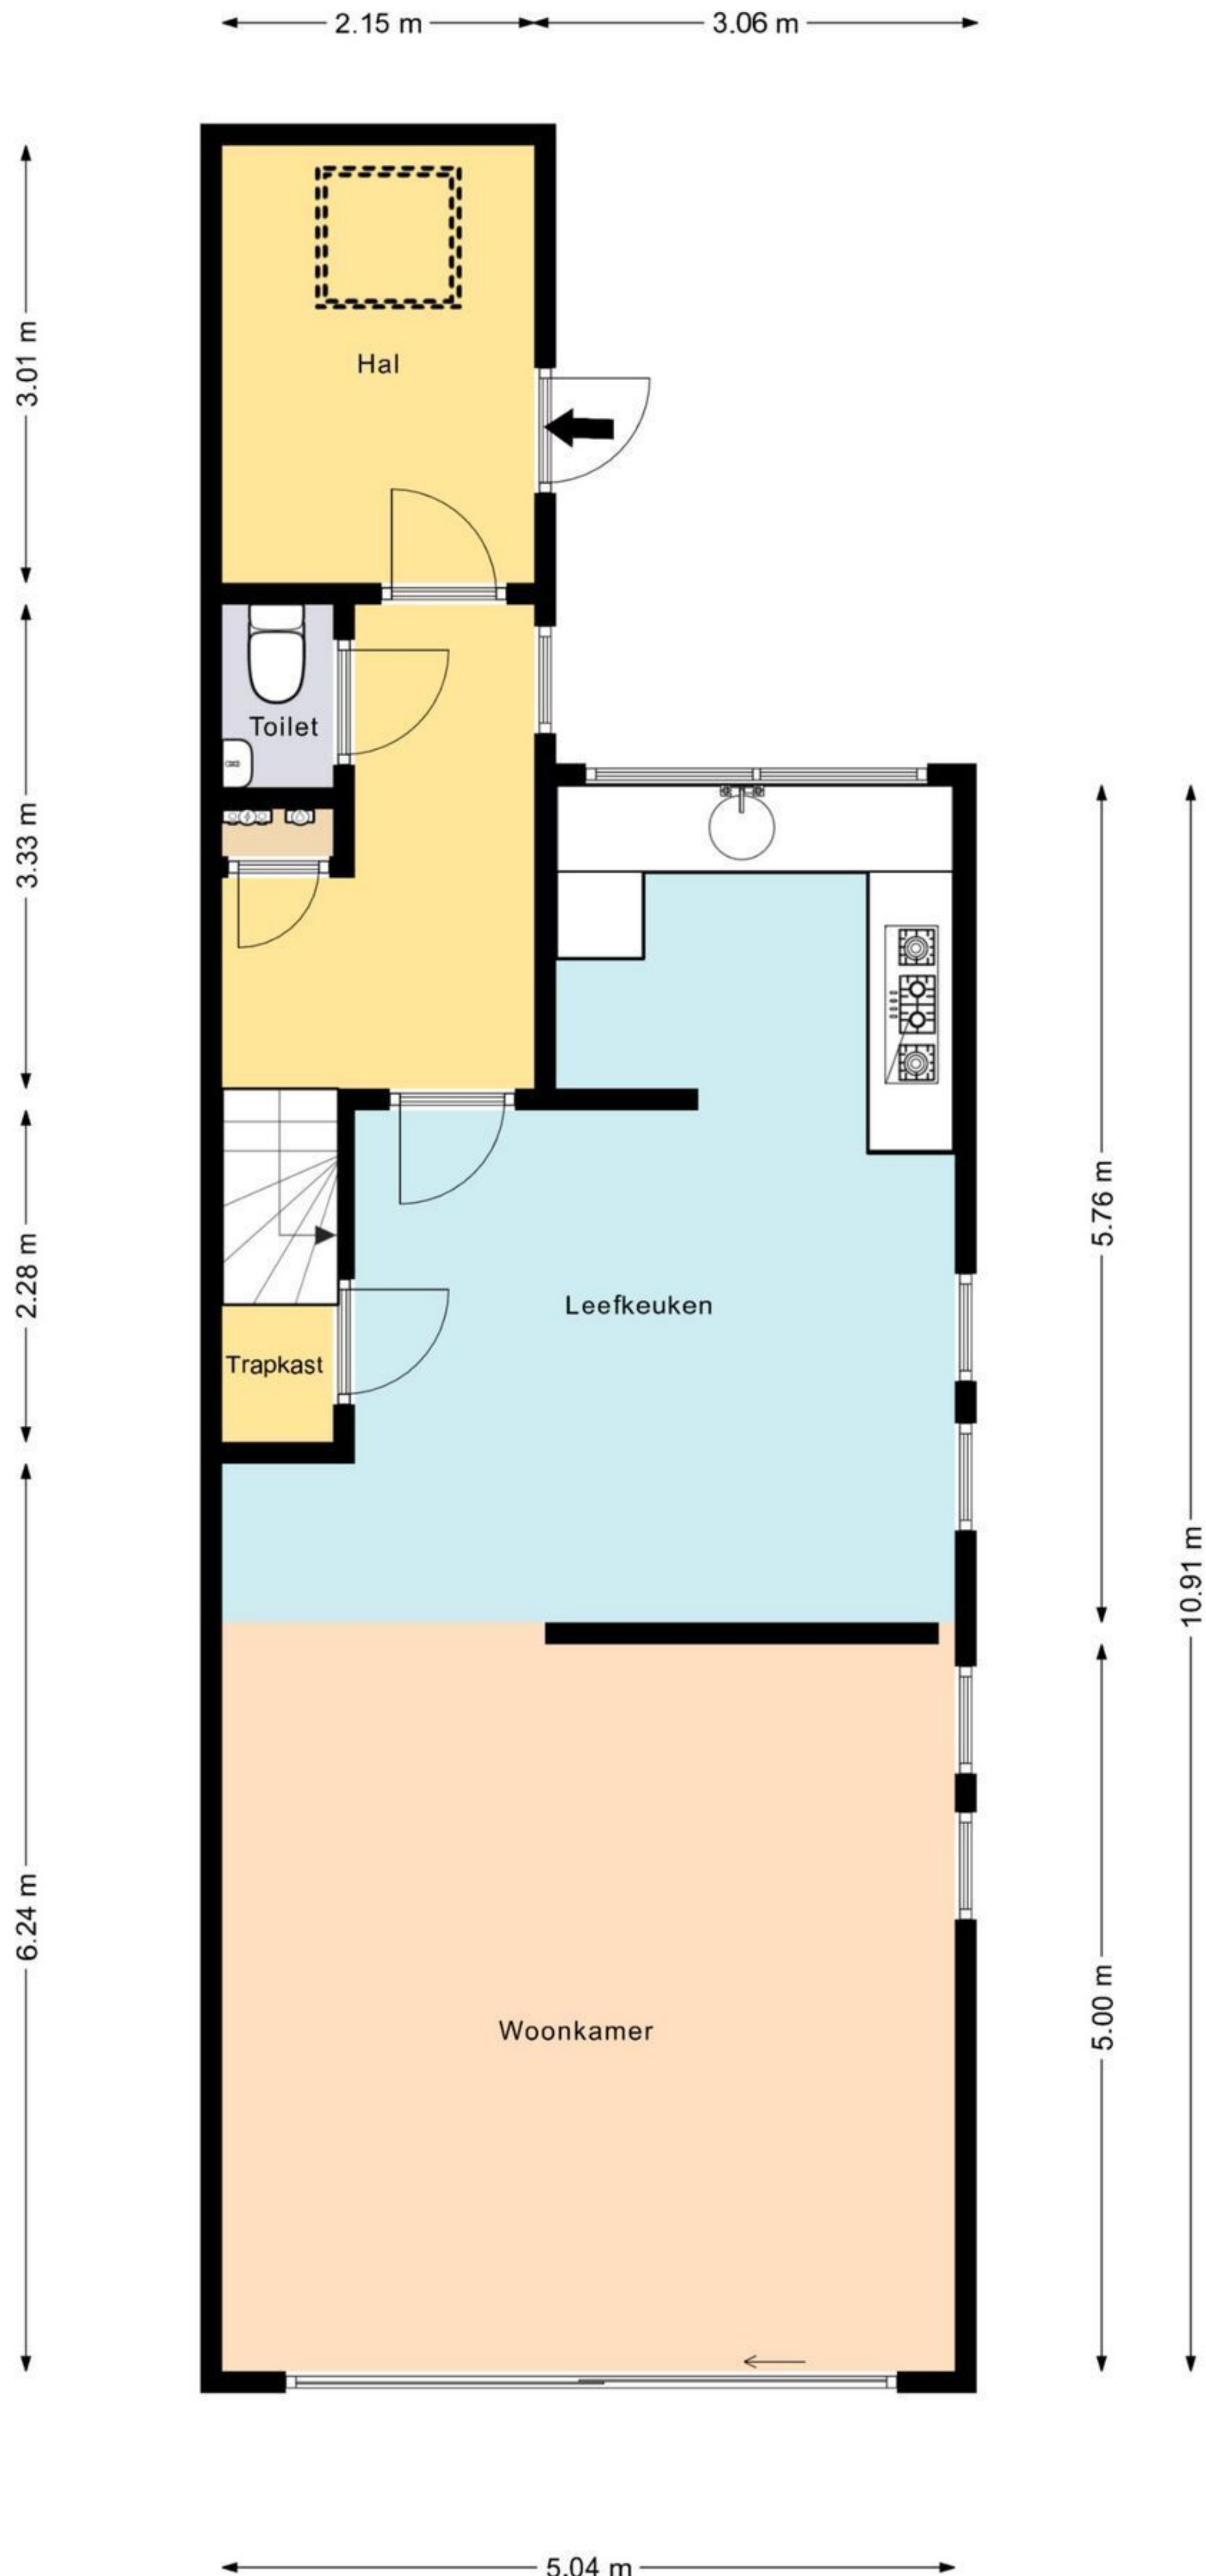 2.15 m
3.06 m
3.01 m
Hal
3.33 m
Toilet
2.28 m
5.76 m
Leefkeuken
Trapkast
10.91 m
6.24 m
5.00 m
Woonkamer
5.04 m